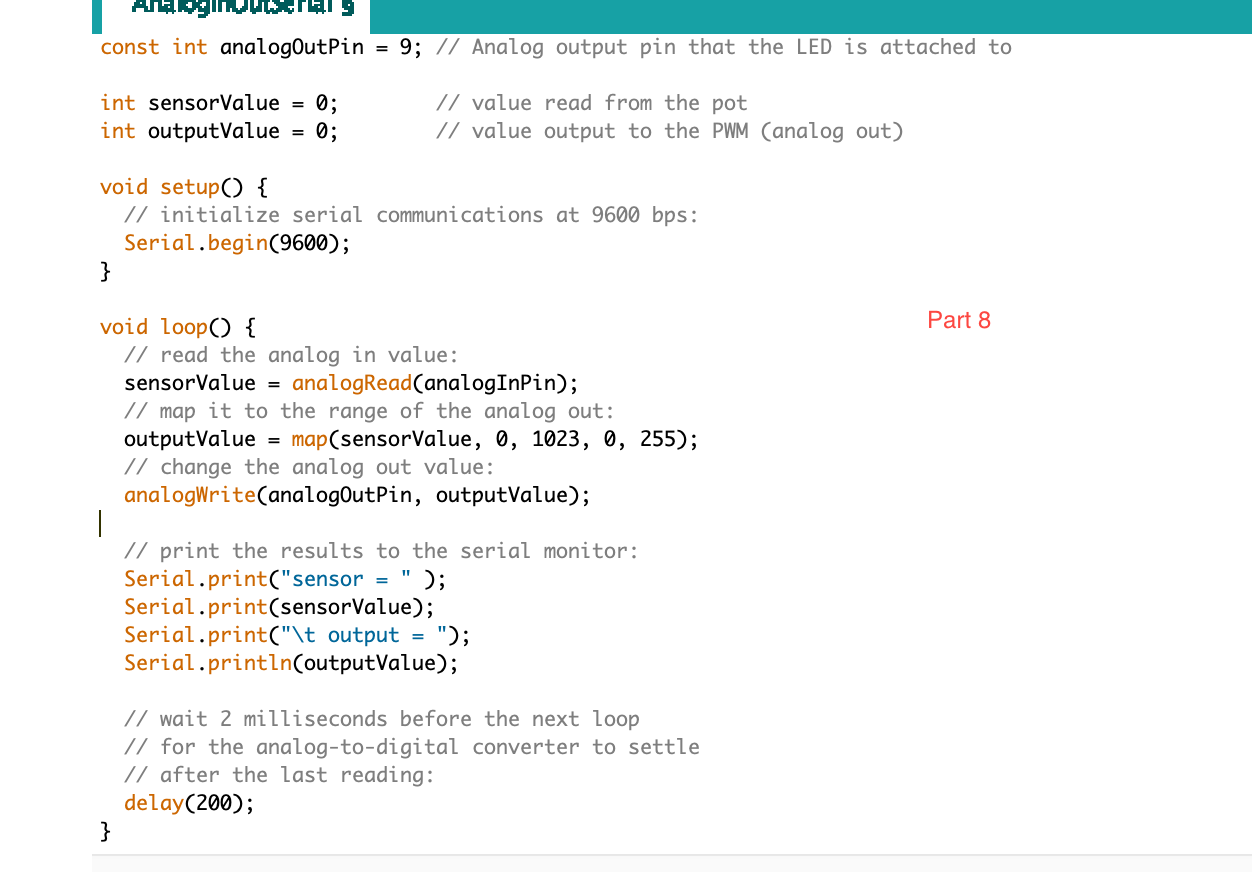 AnalogInOutSerial §
const int analogOutPin = 9; // Analog output pin that the LED is attached to
int sensorValue = 0;        // value read from the pot
int outputValue = 0;        // value output to the PWM (analog out)
void setup() {
  // initialize serial communications at 9600 bps:
  Serial.begin(9600);
}
void loop() {
Part 8
  // read the analog in value:
  sensorValue = analogRead(analogInPin);
  // map it to the range of the analog out:
  outputValue = map(sensorValue, 0, 1023, 0, 255);
  // change the analog out value:
  analogWrite(analogOutPin, outputValue);
  // print the results to the serial monitor:
  Serial.print("sensor = " );
  Serial.print(sensorValue);
  Serial.print("\t output = ");
  Serial.println(outputValue);
  // wait 2 milliseconds before the next loop
  // for the analog-to-digital converter to settle
  // after the last reading:
  delay(200);
}